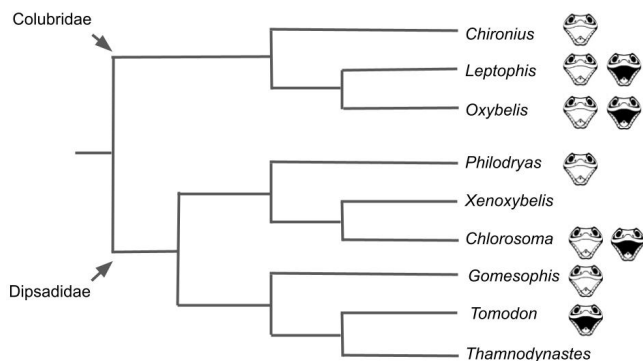 Colubridae
Chironius
Leptophis
Oxybelis
Philodryas
Xenoxybelis
Chlorosoma
Gomesophis
Dipsadidae
Tomodon
Thamnodynastes